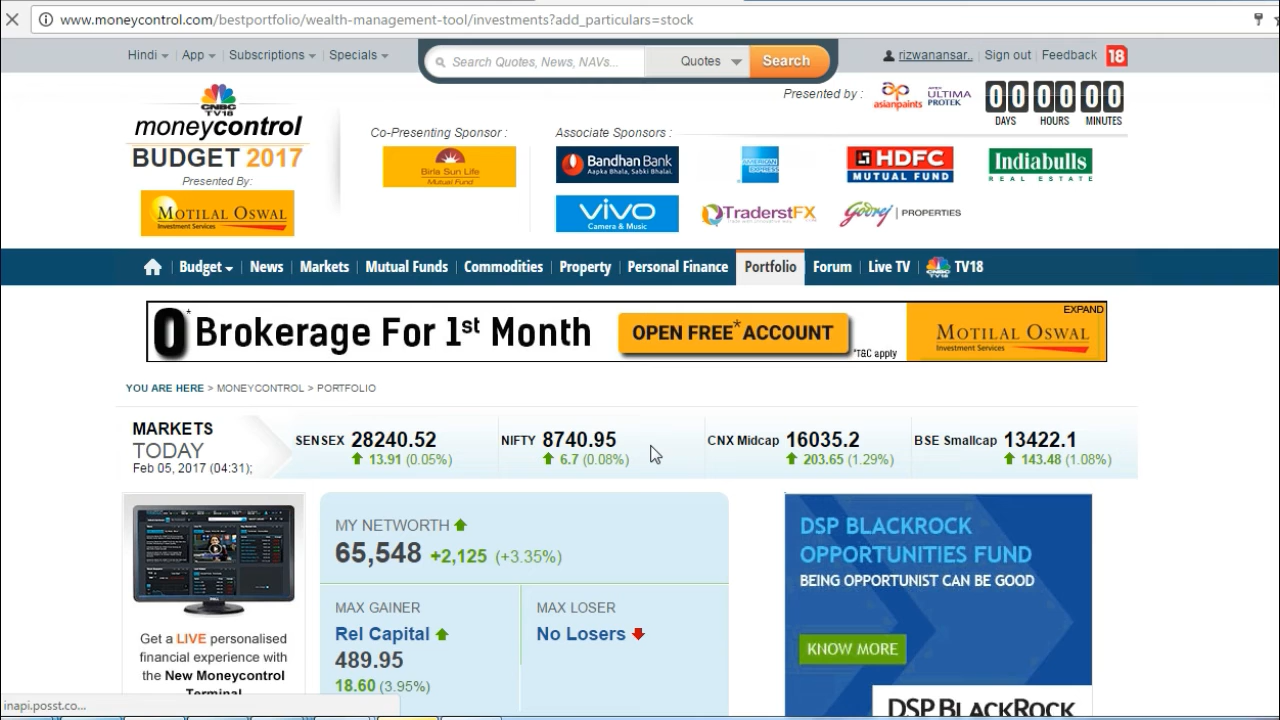 www.moneycontrol.com/bestportfolio/wealth-management-tool/investments?add_particulars=stock
Hindi App Subscriptions Specials
Search Quotes, News, NAVs... Quotes Search
rizwanansar.. Sign out Feedback 18
Presented by :
asianpaints
ULTIMA
PROTEK
00 00 00
DAYS HOURS MINUTES
CNBC
TV18
moneycontrol
BUDGET 2017
Presented By:
MOTILAL OSWAL
Investment Services
Co-Presenting Sponsor :
Birla Sun Life
Mutual Fund
Associate Sponsors :
Bandhan Bank
Aapka Bhala, Sabki Bhalai.
AMERICAN
EXPRESS
HDFC
MUTUAL FUND
Indiabulls
REAL ESTATE
vivo
Camera & Music
TraderstFX
Godrej | PROPERTIES
Budget News Markets Mutual Funds Commodities Property Personal Finance Portfolio Forum Live TV CNBC TV18 TV18
0* Brokerage For 1st Month
OPEN FREE* ACCOUNT
*T&C apply
EXPAND
MOTILAL OSWAL
Investment Services
YOU ARE HERE > MONEYCONTROL > PORTFOLIO
MARKETS
TODAY
Feb 05, 2017 (04:31);
SENSEX 28240.52
13.91 (0.05%)
NIFTY 8740.95
6.7 (0.08%)
CNX Midcap 16035.2
203.65 (1.29%)
BSE Smallcap 13422.1
143.48 (1.08%)
Get a LIVE personalised
financial experience with
the New Moneycontrol
Terminal
MY NETWORTH
65,548 +2,125 (+3.35%)
MAX GAINER
Rel Capital
489.95
18.60 (3.95%)
MAX LOSER
No Losers
DSP BLACKROCK
OPPORTUNITIES FUND
BEING OPPORTUNIST CAN BE GOOD
KNOW MORE
DSP BLACKROCK
inapi.posst.co...